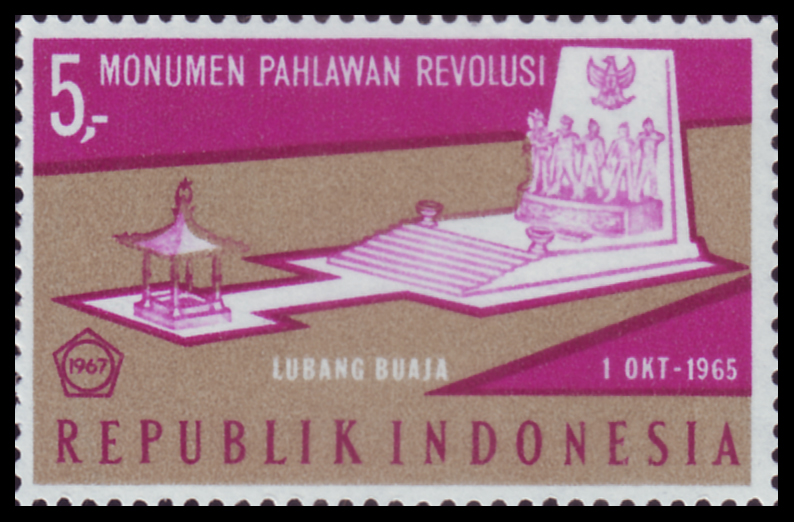 5,-
MONUMEN PAHLAWAN REVOLUSI
1967
LUBANG BUAJA
1 OKT-1965
REPUBLIK INDONESIA